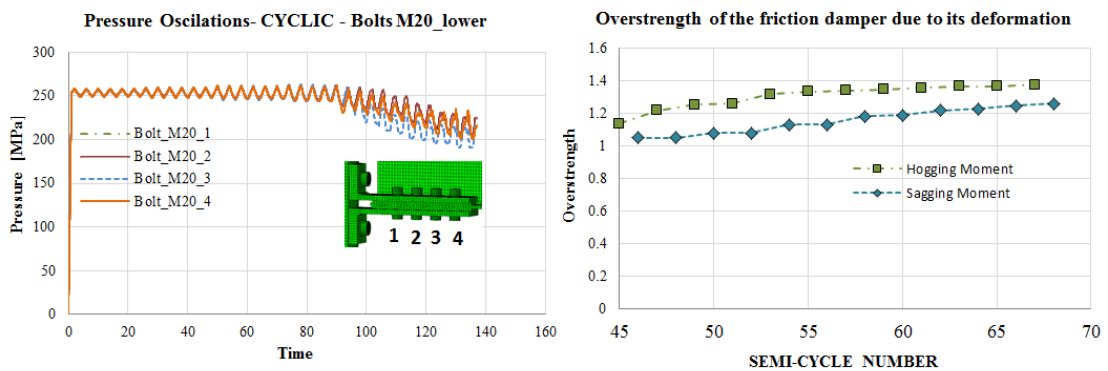 Pressure Oscilations- CYCLIC - Bolts M20_lower
300
250
200
150
100
50
0
Pressure [MPa]
Bolt_M20_1
Bolt_M20_2
Bolt_M20_3
Bolt_M20_4
1 2 3 4
0 20 40 60 80 100 120 140 160
Time
Overstrength of the friction damper due to its deformation
1.6
1.4
1.2
1
0.8
0.6
0.4
0.2
0
Overstrength
Hogging Moment
Sagging Moment
45 50 55 60 65 70
SEMI-CYCLE NUMBER